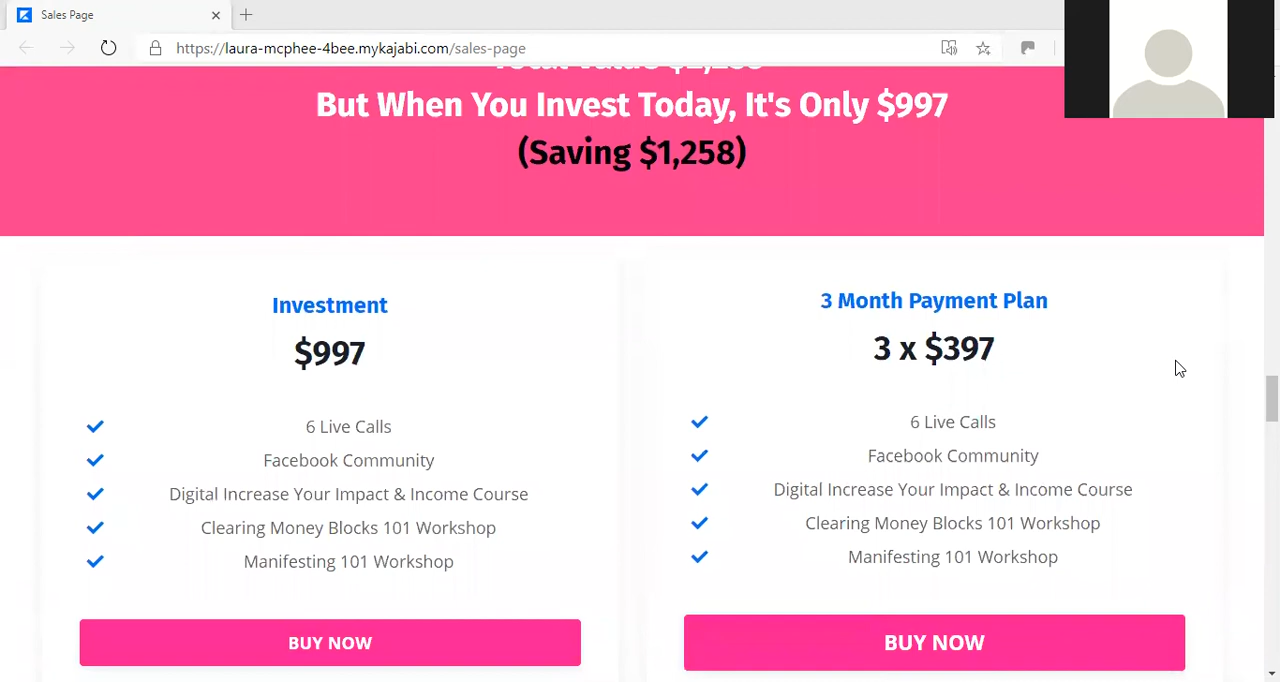 Sales Page
https://laura-mcphee-4bee.mykajabi.com/sales-page
But When You Invest Today, It's Only $997
(Saving $1,258)
Investment
$997
6 Live Calls
Facebook Community
Digital Increase Your Impact & Income Course
Clearing Money Blocks 101 Workshop
Manifesting 101 Workshop
BUY NOW
3 Month Payment Plan
3 x $397
6 Live Calls
Facebook Community
Digital Increase Your Impact & Income Course
Clearing Money Blocks 101 Workshop
Manifesting 101 Workshop
BUY NOW